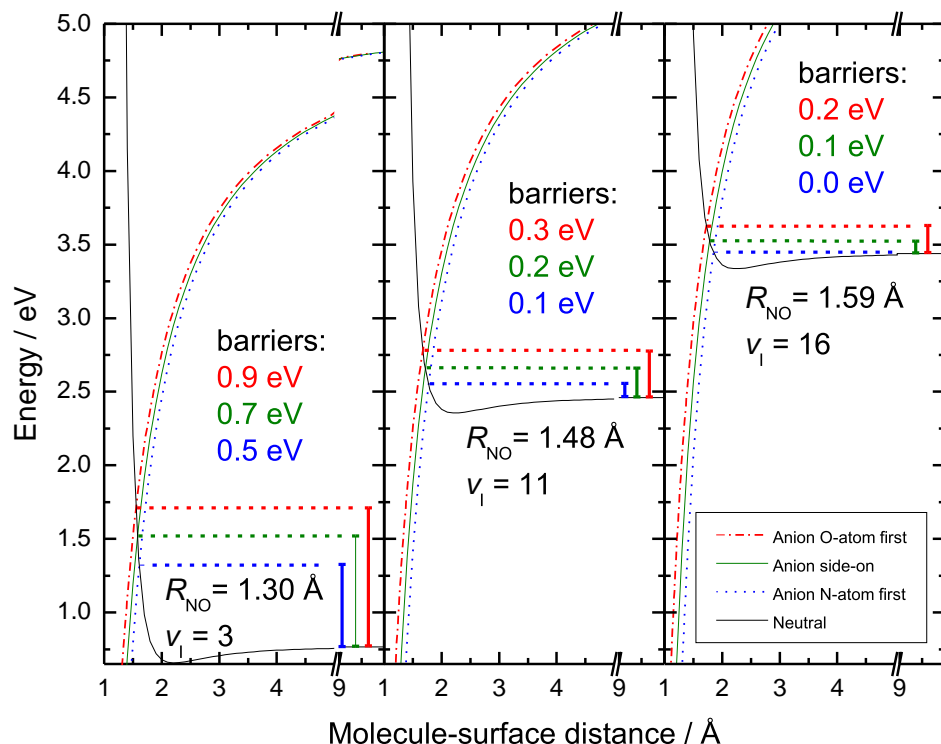 5.0
4.5
4.0
3.5
3.0
2.5
2.0
1.5
1.0
Energy / eV
barriers:
0.9 eV
0.7 eV
0.5 eV
R_NO = 1.30 Å
v_I = 3
barriers:
0.3 eV
0.2 eV
0.1 eV
R_NO = 1.48 Å
v_I = 11
barriers:
0.2 eV
0.1 eV
0.0 eV
R_NO = 1.59 Å
v_I = 16
Anion O-atom first
Anion side-on
Anion N-atom first
Neutral
1 2 3 4 9 1 2 3 4 9 1 2 3 4 9
Molecule-surface distance / Å